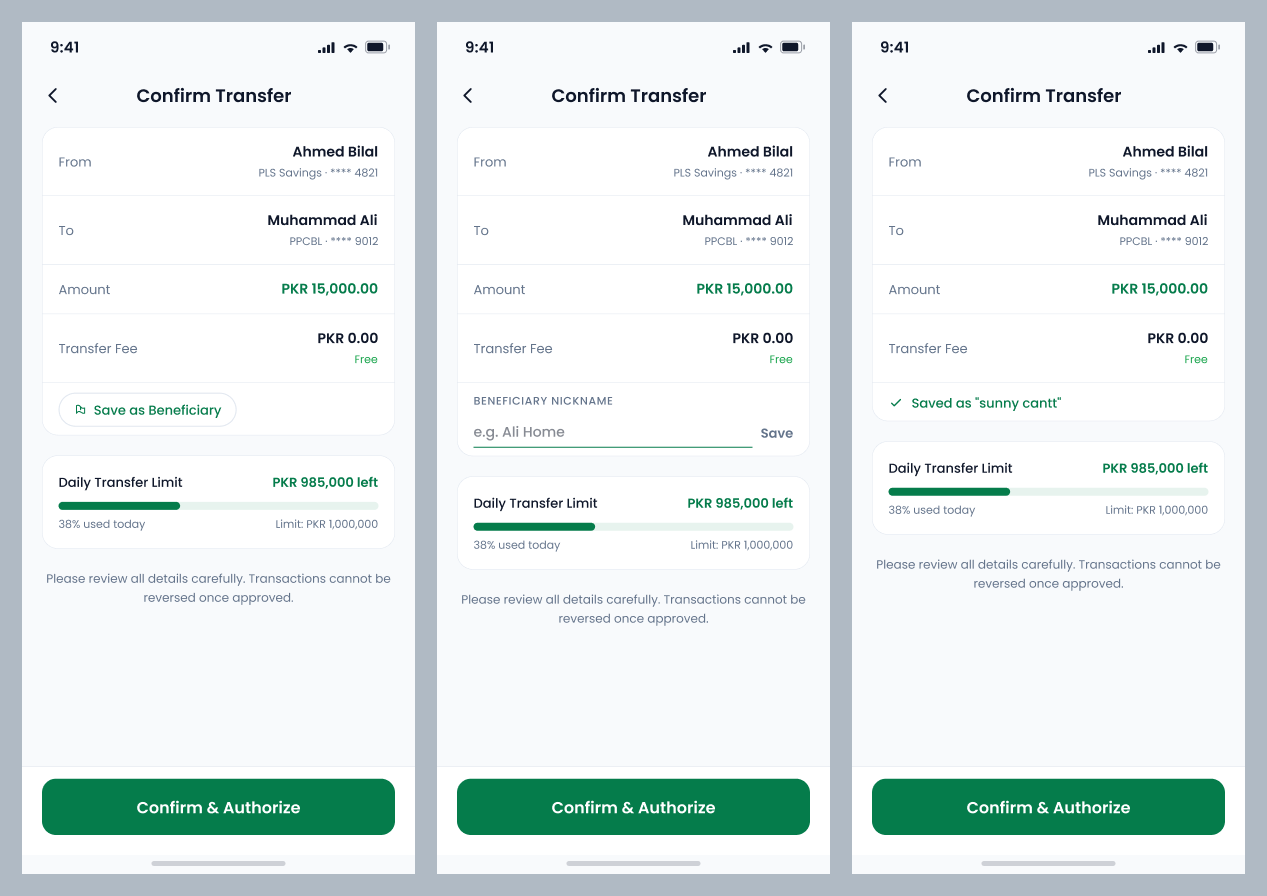 9:41
Confirm Transfer
From
Ahmed Bilal
PLS Savings · **** 4821
To
Muhammad Ali
PPCBL · **** 9012
Amount
PKR 15,000.00
Transfer Fee
PKR 0.00
Free
Save as Beneficiary
Daily Transfer Limit
PKR 985,000 left
38% used today
Limit: PKR 1,000,000
Please review all details carefully. Transactions cannot be
reversed once approved.
Confirm & Authorize
9:41
Confirm Transfer
From
Ahmed Bilal
PLS Savings · **** 4821
To
Muhammad Ali
PPCBL · **** 9012
Amount
PKR 15,000.00
Transfer Fee
PKR 0.00
Free
BENEFICIARY NICKNAME
e.g. Ali Home
Save
Daily Transfer Limit
PKR 985,000 left
38% used today
Limit: PKR 1,000,000
Please review all details carefully. Transactions cannot be
reversed once approved.
Confirm & Authorize
9:41
Confirm Transfer
From
Ahmed Bilal
PLS Savings · **** 4821
To
Muhammad Ali
PPCBL · **** 9012
Amount
PKR 15,000.00
Transfer Fee
PKR 0.00
Free
Saved as "sunny cantt"
Daily Transfer Limit
PKR 985,000 left
38% used today
Limit: PKR 1,000,000
Please review all details carefully. Transactions cannot be
reversed once approved.
Confirm & Authorize